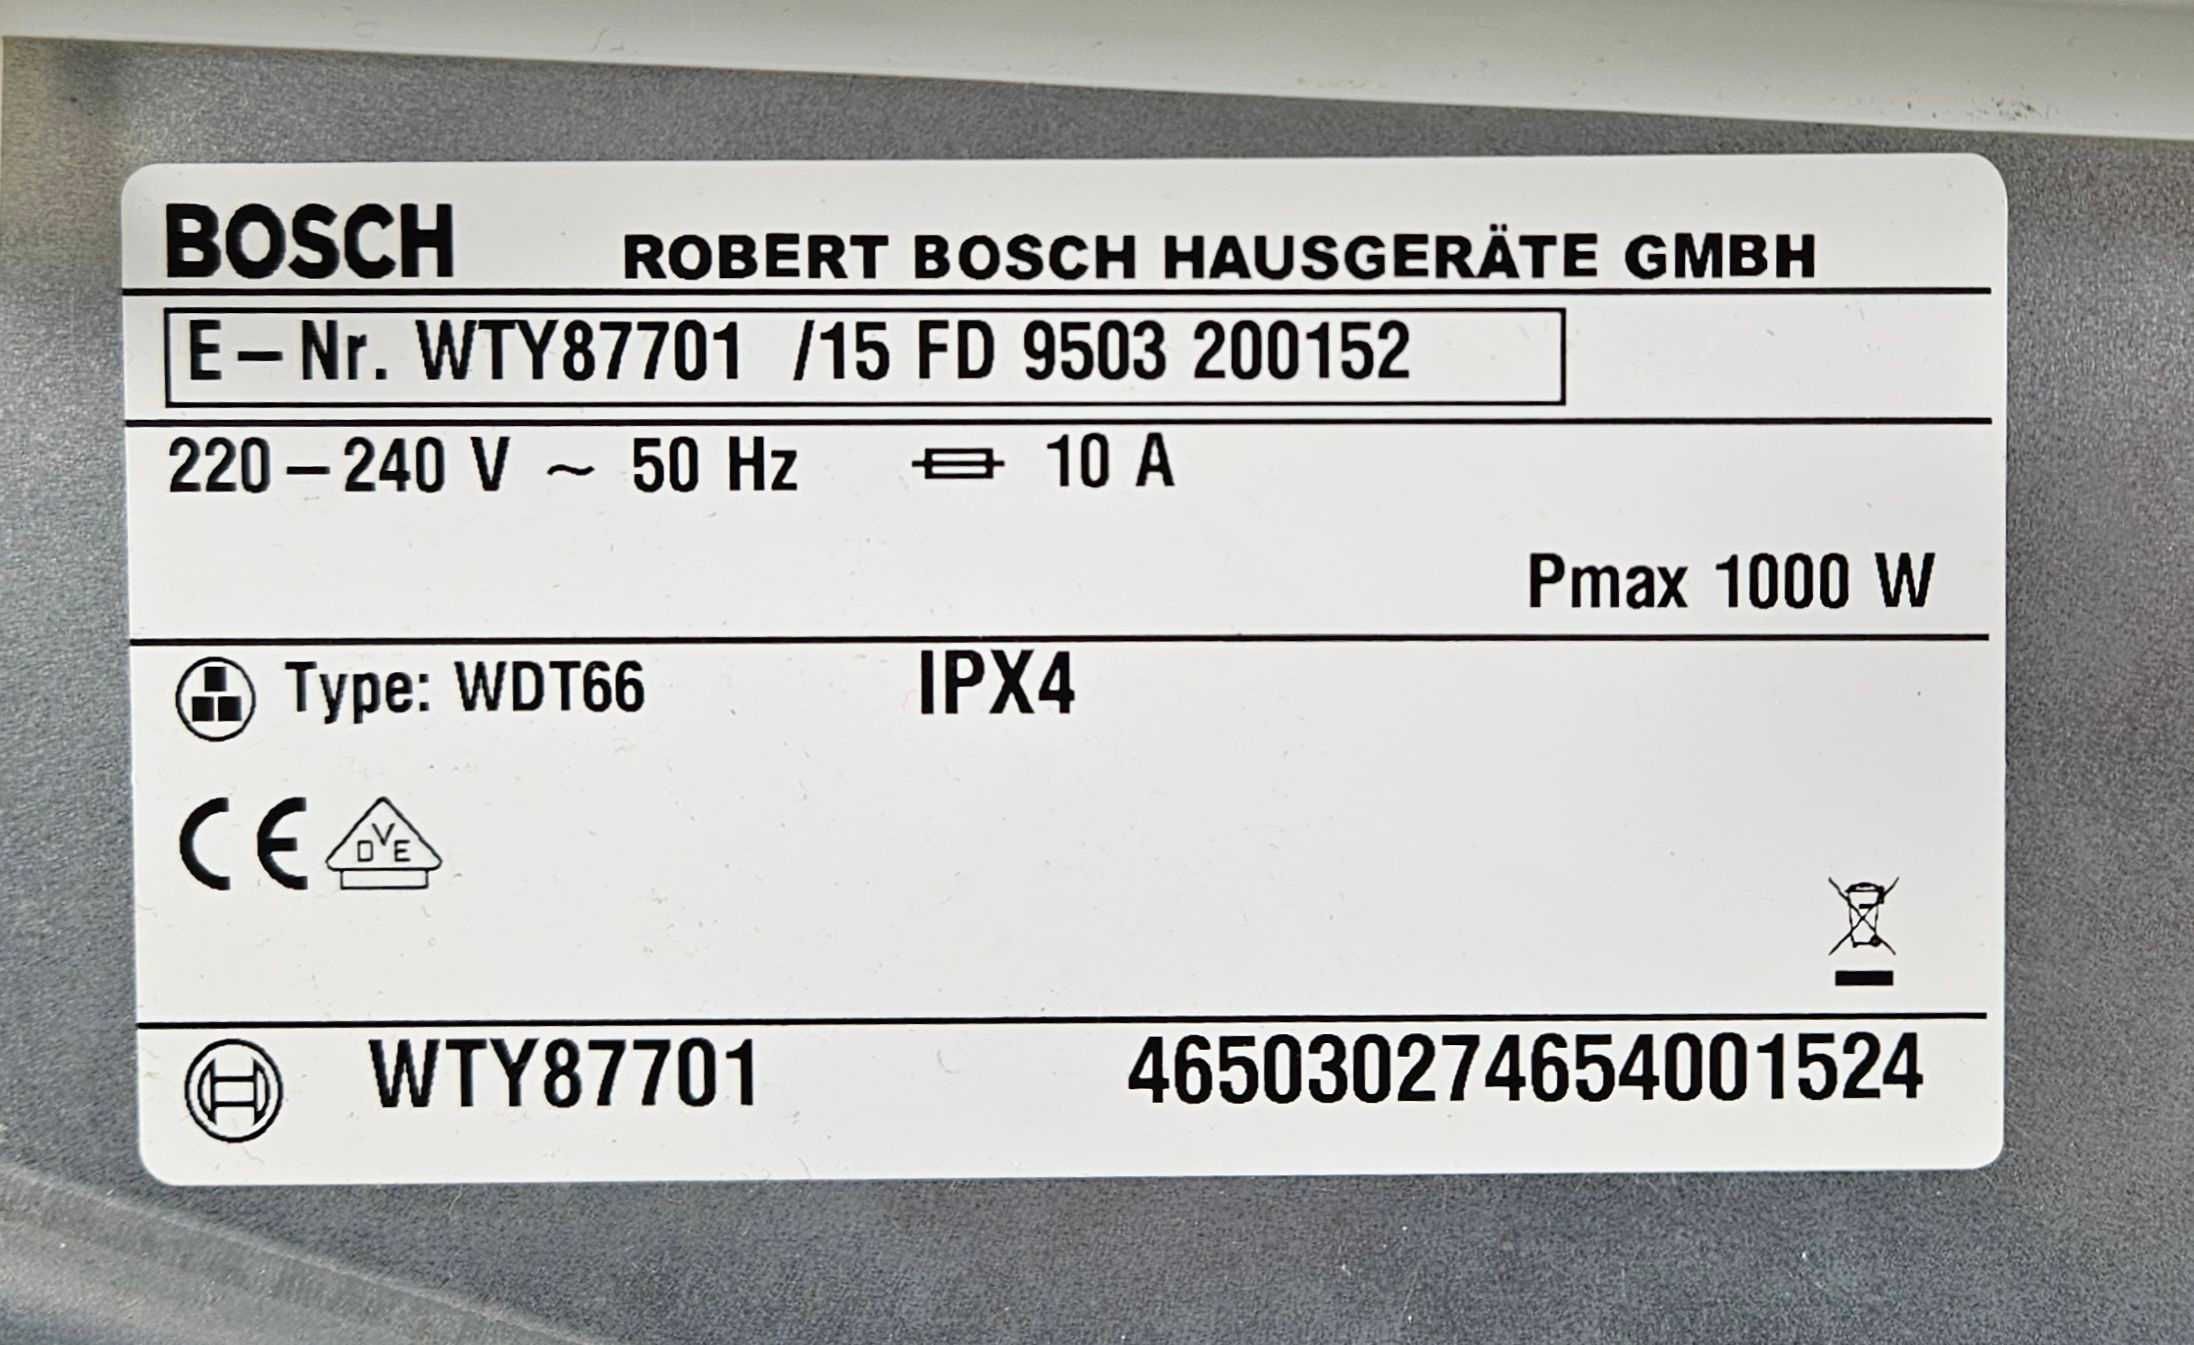 BOSCH ROBERT BOSCH HAUSGERÄTE GMBH
E-Nr. WTY87701 /15 FD 9503 200152
220-240 V ~ 50 Hz 10 A
Pmax 1000 W
Type: WDT66 IPX4
CE DVE
WTY87701 465030274654001524